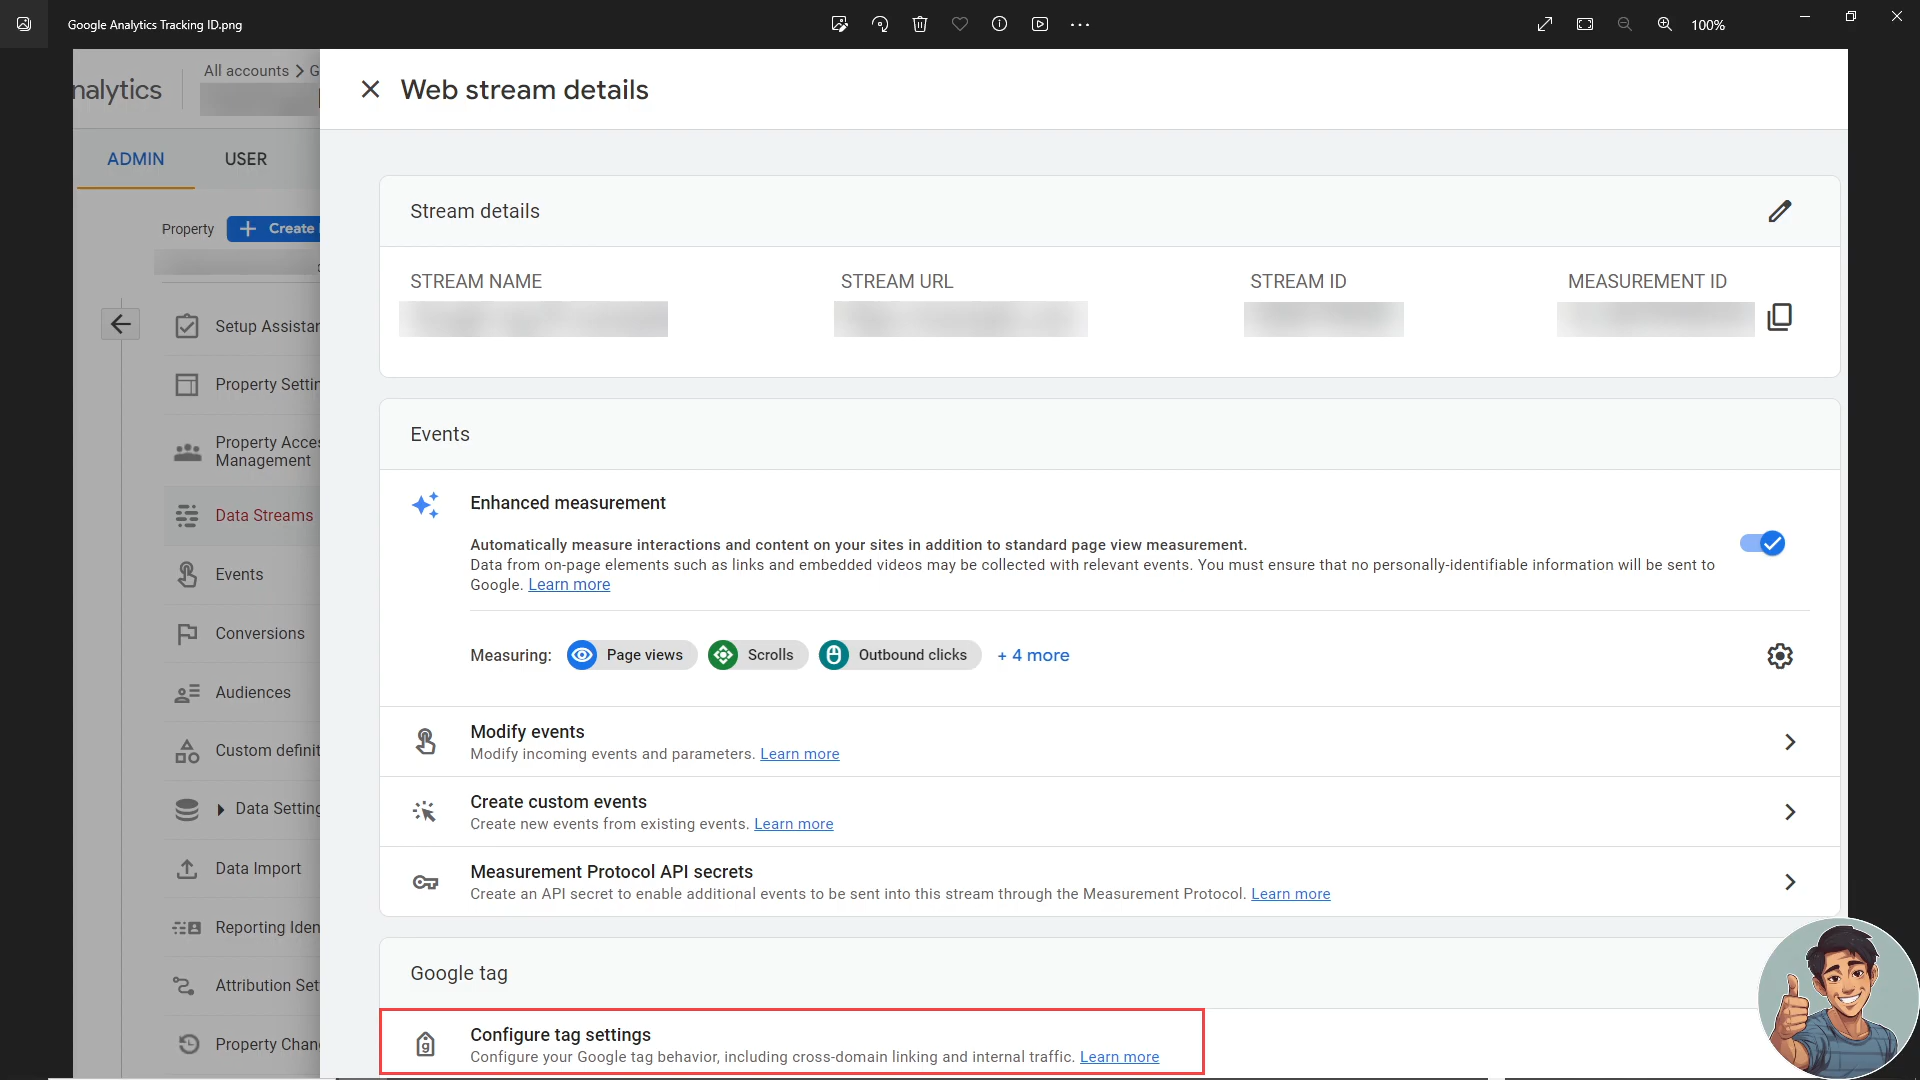 Google Analytics Tracking ID.png
100%
nalytics
All accounts > G
Web stream details
ADMIN
USER
Property
Create
Stream details
STREAM NAME
STREAM URL
STREAM ID
MEASUREMENT ID
Setup Assistan
Property Settin
Property Acces
Management
Data Streams
Events
Conversions
Audiences
Custom definit
Data Setting
Data Import
Reporting Iden
Attribution Set
Property Chan
Events
Enhanced measurement
Automatically measure interactions and content on your sites in addition to standard page view measurement.
Data from on-page elements such as links and embedded videos may be collected with relevant events. You must ensure that no personally-identifiable information will be sent to
Google. Learn more
Measuring: Page views Scrolls Outbound clicks + 4 more
Modify events
Modify incoming events and parameters. Learn more
Create custom events
Create new events from existing events. Learn more
Measurement Protocol API secrets
Create an API secret to enable additional events to be sent into this stream through the Measurement Protocol. Learn more
Google tag
Configure tag settings
Configure your Google tag behavior, including cross-domain linking and internal traffic. Learn more